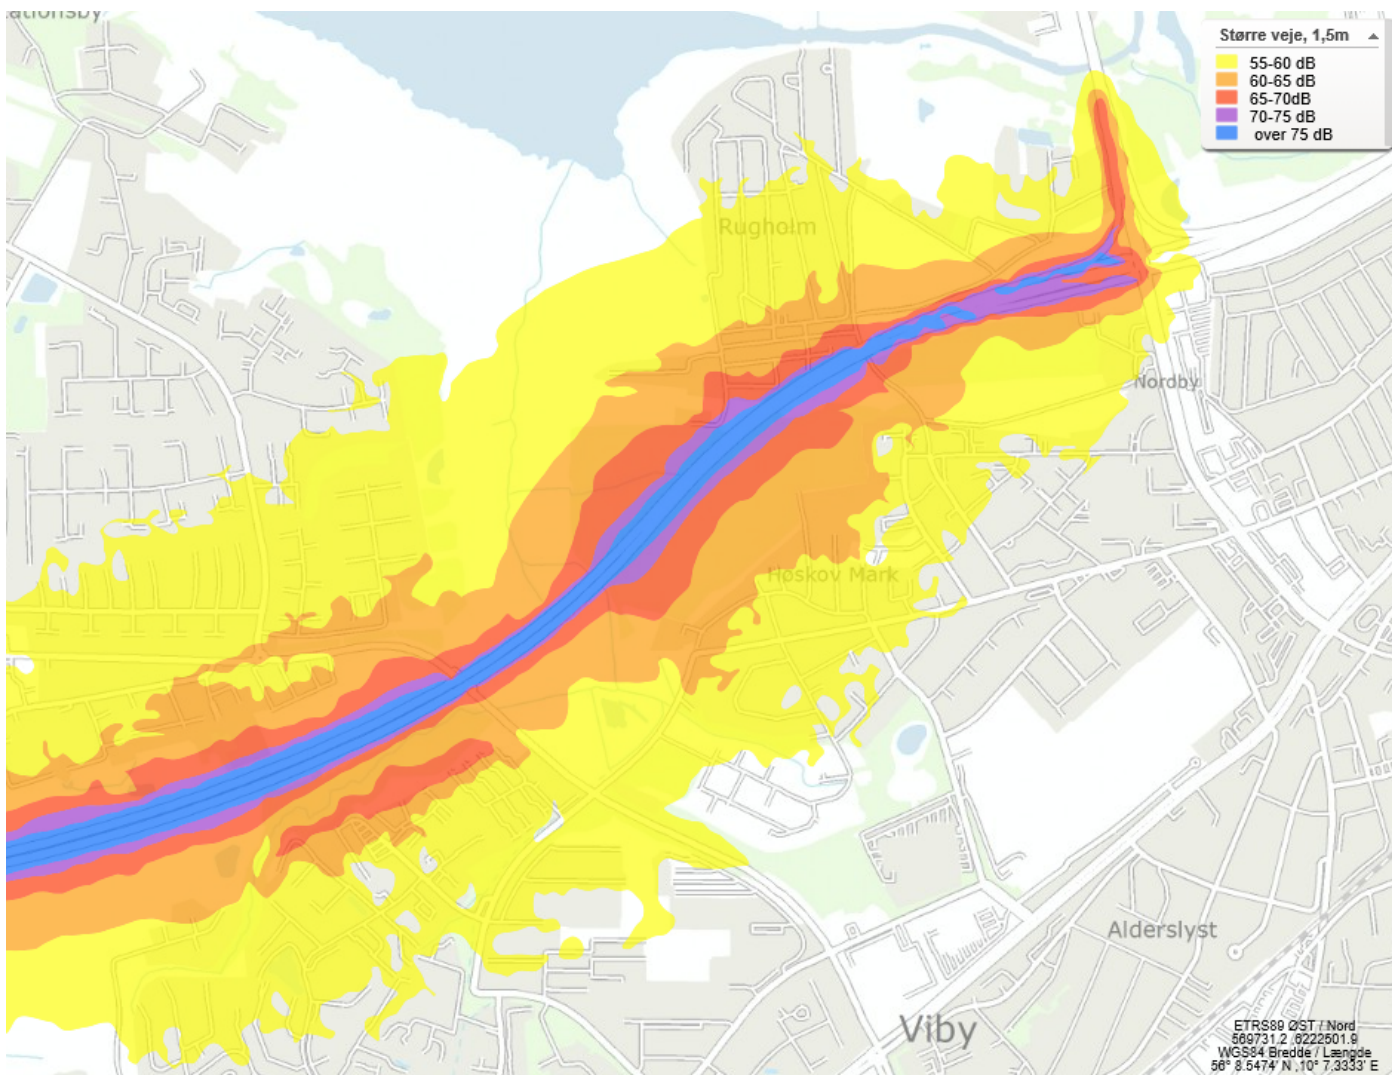 ationsby
Større veje, 1,5m
55-60 dB
60-65 dB
65-70dB
70-75 dB
over 75 dB
Rugholm
Nordby
Høskov Mark
Alderslyst
Viby
ETRS89 ØST / Nord
569731.2 ,6222501.9
WGS84 Bredde / Længde
56° 8.5474' N ,10° 7.3333' E